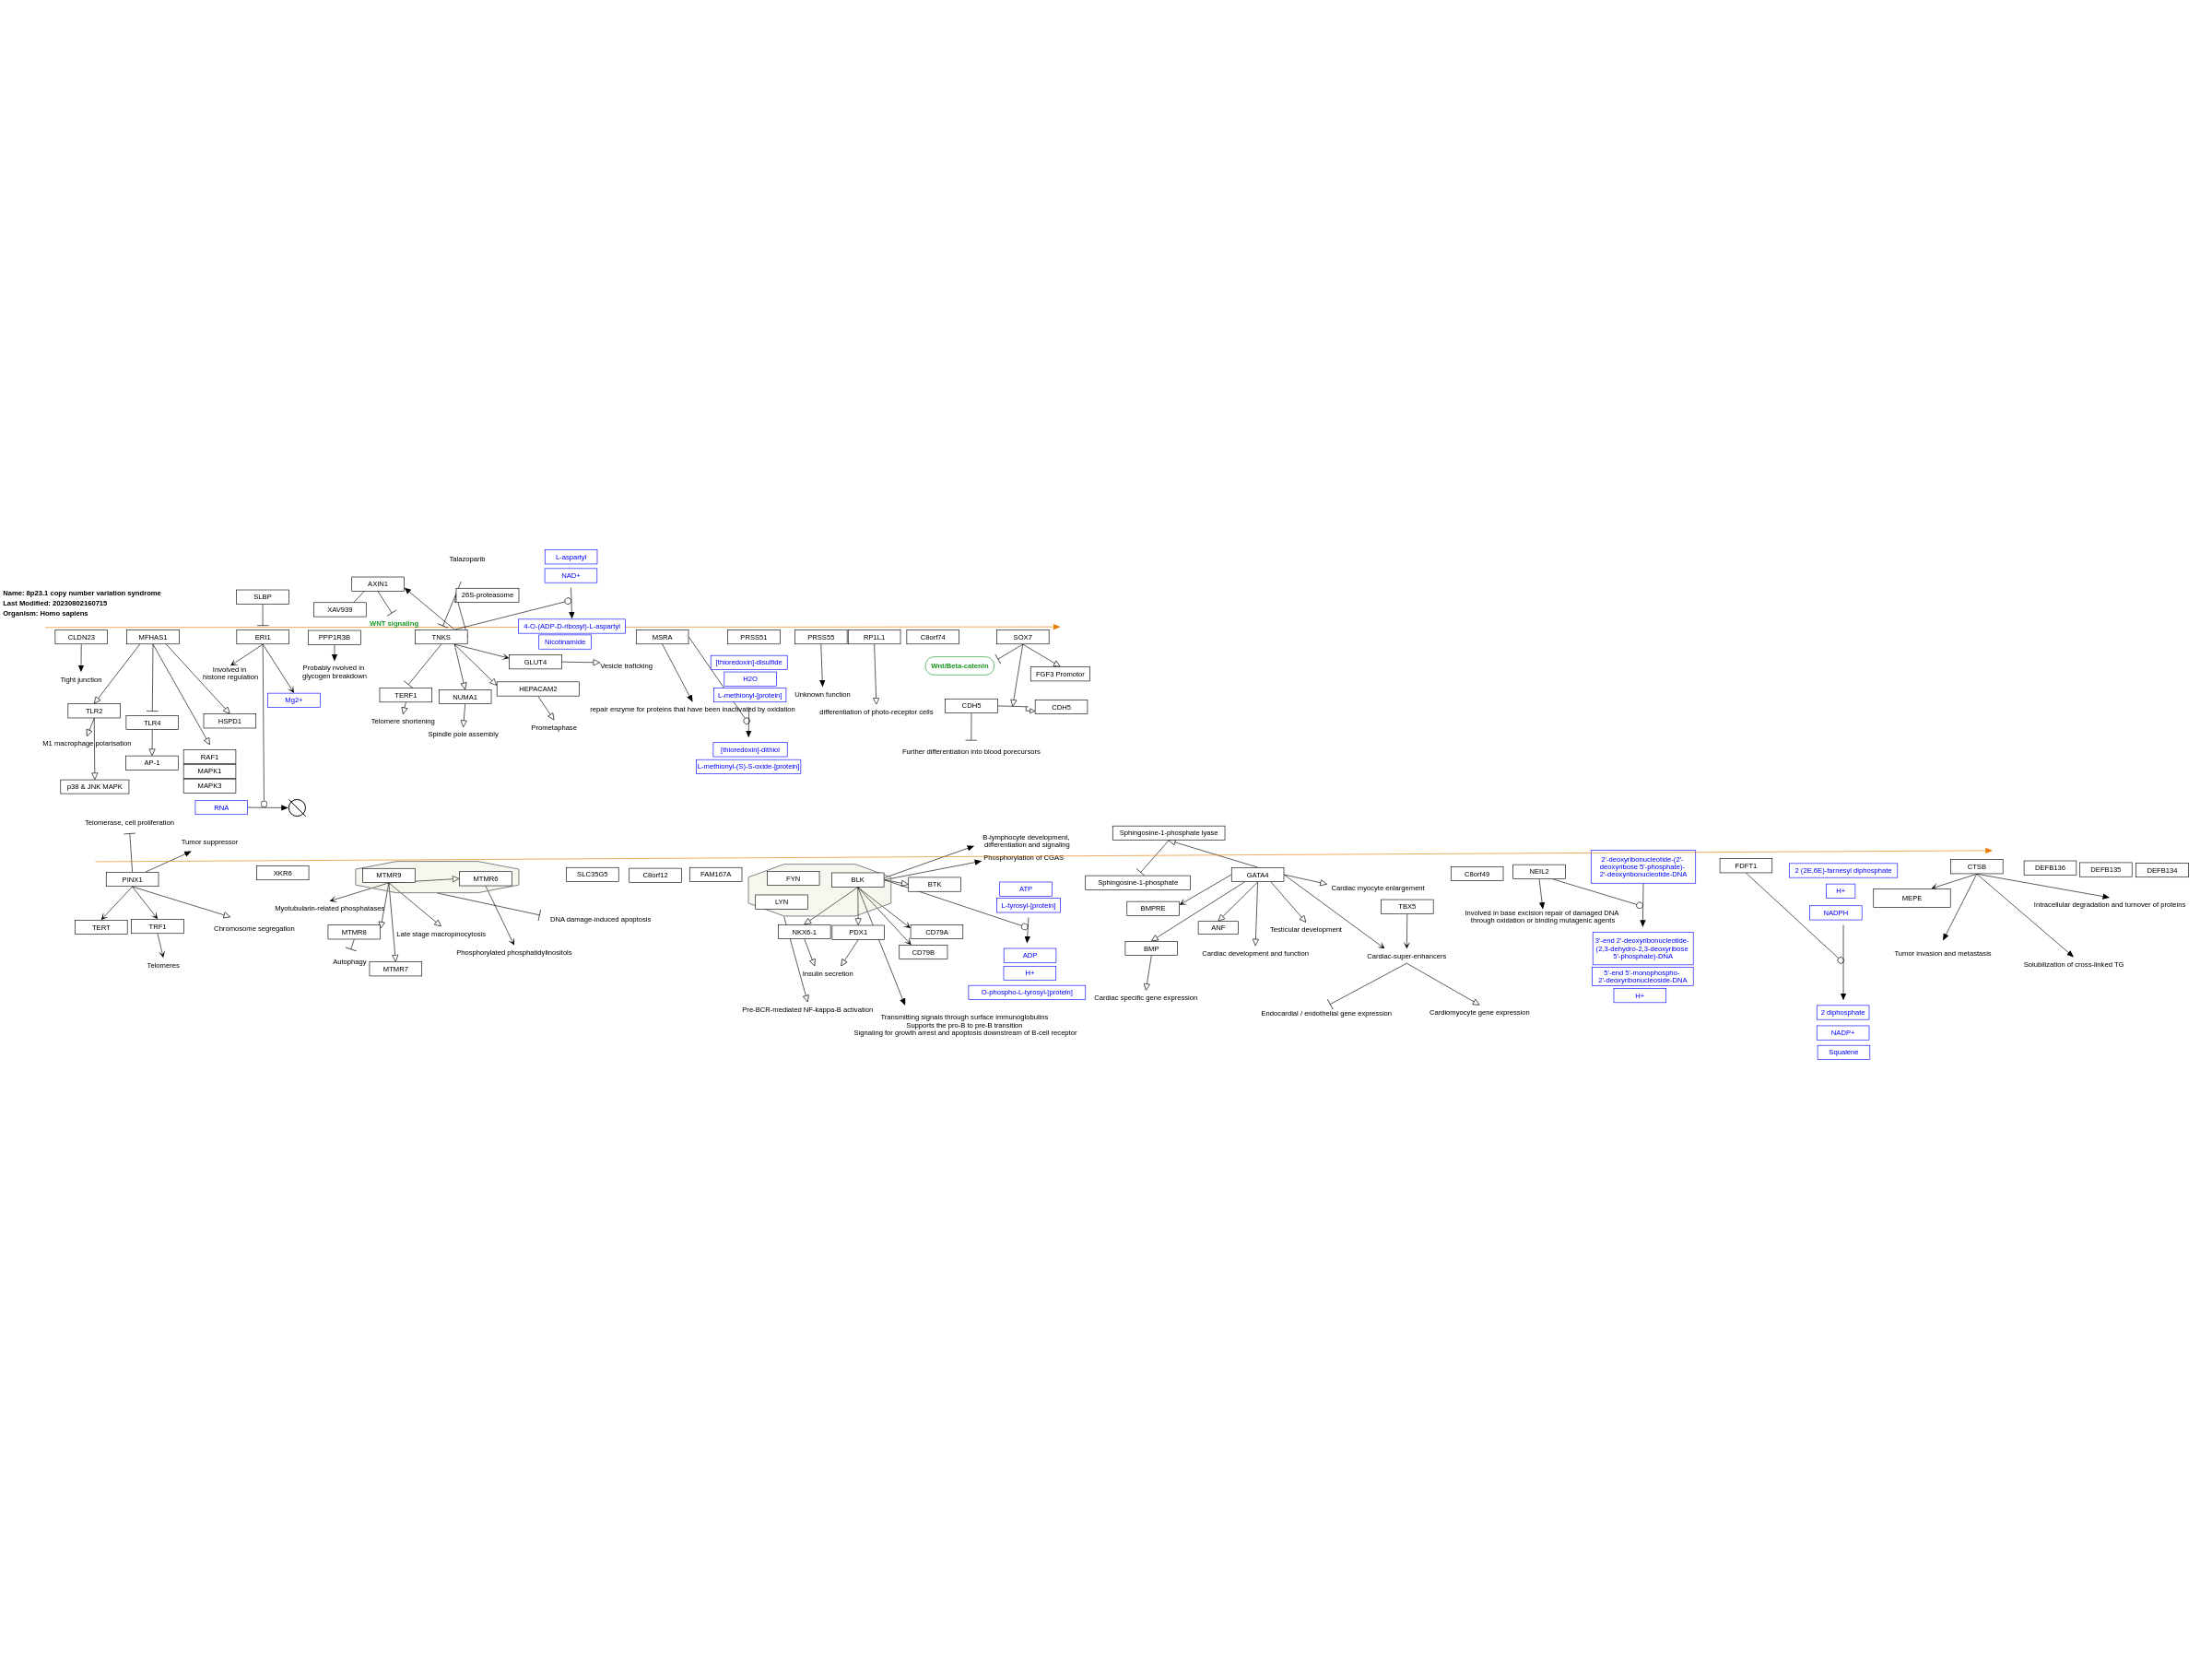 Name: 8p23.1 copy number variation syndrome
Last Modified: 20230802160715
Organism: Homo sapiens
Talazoparib
L-aspartyl
NAD+
AXIN1
26S-proteasome
SLBP
XAV939
WNT signaling
4-O-(ADP-D-ribosyl)-L-aspartyl
Nicotinamide
CLDN23
MFHAS1
ERI1
PPP1R3B
TNKS
MSRA
PRSS51
PRSS55
RP1L1
C8orf74
SOX7
Tight junction
Involved in
histone regulation
Probably nvolved in
glycogen breakdown
GLUT4
Vesicle traficking
[thioredoxin]-disulfide
H2O
L-methionyl-[protein]
Wnt/Beta-catenin
FGF3 Promotor
Mg2+
TERF1
NUMA1
HEPACAM2
Unknown function
TLR2
TLR4
HSPD1
Telomere shortening
Spindle pole assembly
Prometaphase
repair enzyme for proteins that have been inactivated by oxidation
differentiation of photo-receptor cells
CDH5
CDH5
M1 macrophage polarisation
AP-1
RAF1
MAPK1
MAPK3
[thioredoxin]-dithiol
L-methionyl-(S)-S-oxide-[protein]
Further differentiation into blood porecursors
p38 & JNK MAPK
RNA
Telomerase, cell proliferation
Tumor suppressor
B-lymphocyte development,
differentiation and signaling
Phosphorylation of CGAS
Sphingosine-1-phosphate lyase
PINX1
XKR6
MTMR9
MTMR6
SLC35G5
C8orf12
FAM167A
FYN
BLK
LYN
BTK
ATP
L-tyrosyl-[protein]
Sphingosine-1-phosphate
GATA4
Cardiac myocyte enlargement
C8orf49
NEIL2
2'-deoxyribonucleotide-(2'-
deoxyribose 5'-phosphate)-
2'-deoxyribonucleotide-DNA
FDFT1
2 (2E,6E)-farnesyl diphosphate
H+
NADPH
CTSB
DEFB136
DEFB135
DEFB134
MEPE
Intracellular degradation and turnover of proteins
Myotubularin-related phosphatases
DNA damage-induced apoptosis
BMPRE
TBX5
Involved in base excision repair of damaged DNA
through oxidation or binding mutagenic agents
TERT
TRF1
Chromosome segregation
MTMR8
Late stage macropinocytosis
NKX6-1
PDX1
CD79A
CD79B
ANF
Testicular development
Telomeres
Autophagy
MTMR7
Phosphorylated phosphatidylinositols
Insulin secretion
ADP
H+
O-phospho-L-tyrosyl-[protein]
BMP
Cardiac development and function
Cardiac-super-enhancers
3'-end 2'-deoxyribonucleotide-
(2,3-dehydro-2,3-deoxyribose
5'-phosphate)-DNA
5'-end 5'-monophospho-
2'-deoxyribonucleoside-DNA
H+
Tumor invasion and metastasis
Solubilization of cross-linked TG
Pre-BCR-mediated NF-kappa-B activation
Transmitting signals through surface immunoglobulins
Supports the pro-B to pre-B transition
Signaling for growth arrest and apoptosis downstream of B-cell receptor
Cardiac specific gene expression
Endocardial / endothelial gene expression
Cardiomyocyte gene expression
2 diphosphate
NADP+
Squalene